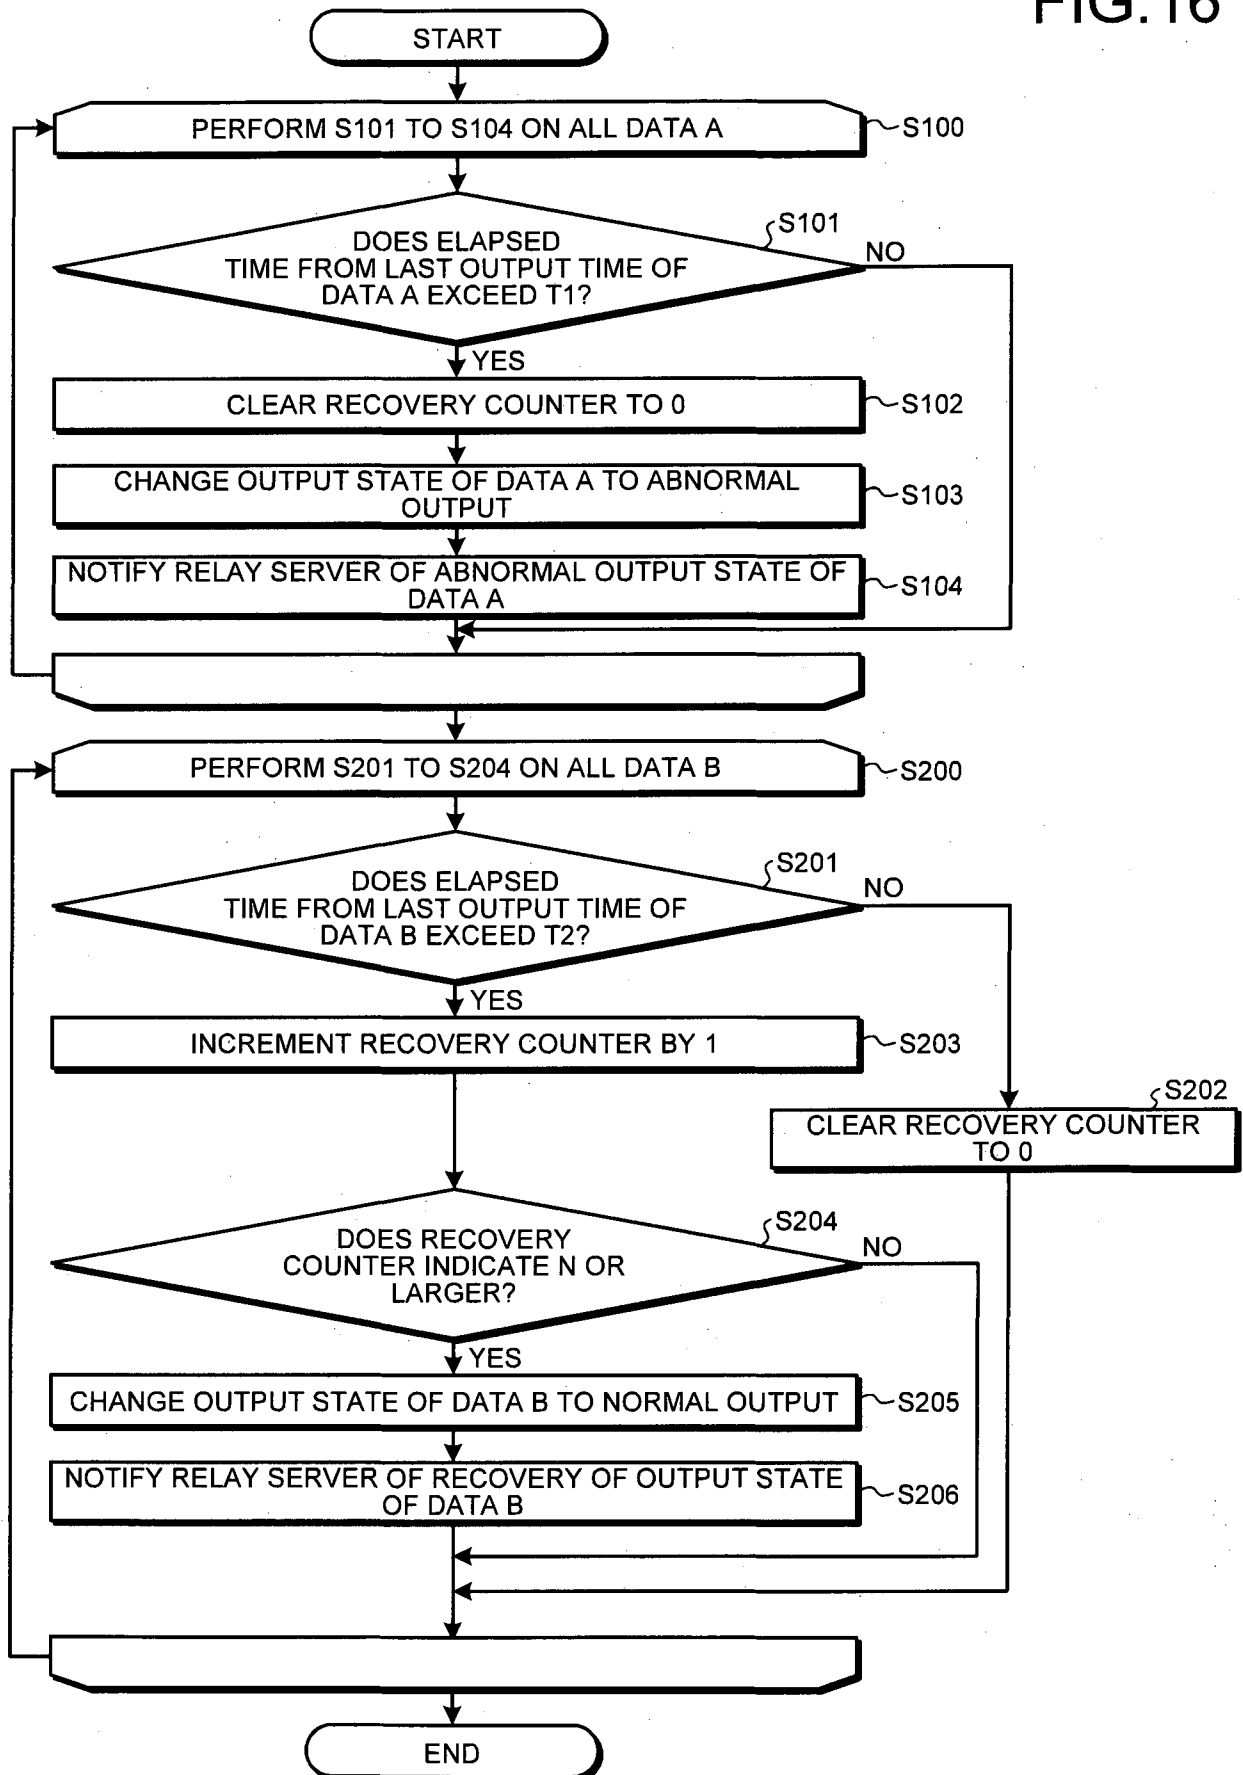 FIG.16
START
PERFORM S101 TO S104 ON ALL DATA A
S100
S101
DOES ELAPSED
TIME FROM LAST OUTPUT TIME OF
DATA A EXCEED T1?
NO
YES
CLEAR RECOVERY COUNTER TO 0
S102
CHANGE OUTPUT STATE OF DATA A TO ABNORMAL
OUTPUT
S103
NOTIFY RELAY SERVER OF ABNORMAL OUTPUT STATE OF
DATA A
S104
PERFORM S201 TO S204 ON ALL DATA B
S200
S201
DOES ELAPSED
TIME FROM LAST OUTPUT TIME OF
DATA B EXCEED T2?
NO
YES
INCREMENT RECOVERY COUNTER BY 1
S203
S202
CLEAR RECOVERY COUNTER
TO 0
S204
DOES RECOVERY
COUNTER INDICATE N OR
LARGER?
NO
YES
CHANGE OUTPUT STATE OF DATA B TO NORMAL OUTPUT
S205
NOTIFY RELAY SERVER OF RECOVERY OF OUTPUT STATE
OF DATA B
S206
END